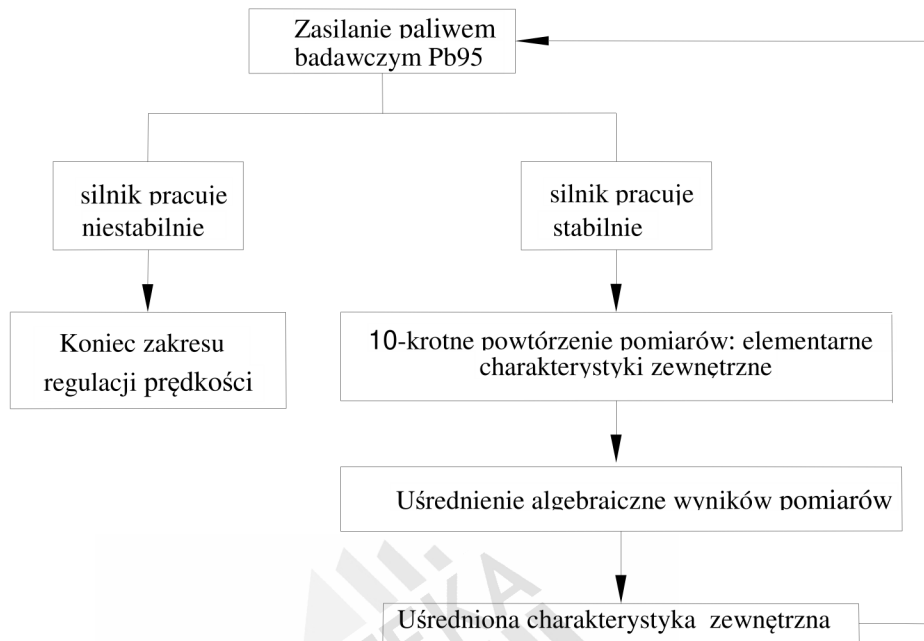 Zasilanie paliwem
badawczym Pb95
silnik pracuje
niestabilnie
silnik pracuje
stabilnie
Koniec zakresu
regulacji prędkości
10-krotne powtórzenie pomiarów: elementarne
charakterystyki zewnętrzne
Uśrednienie algebraiczne wyników pomiarów
Uśredniona charakterystyka zewnętrzna